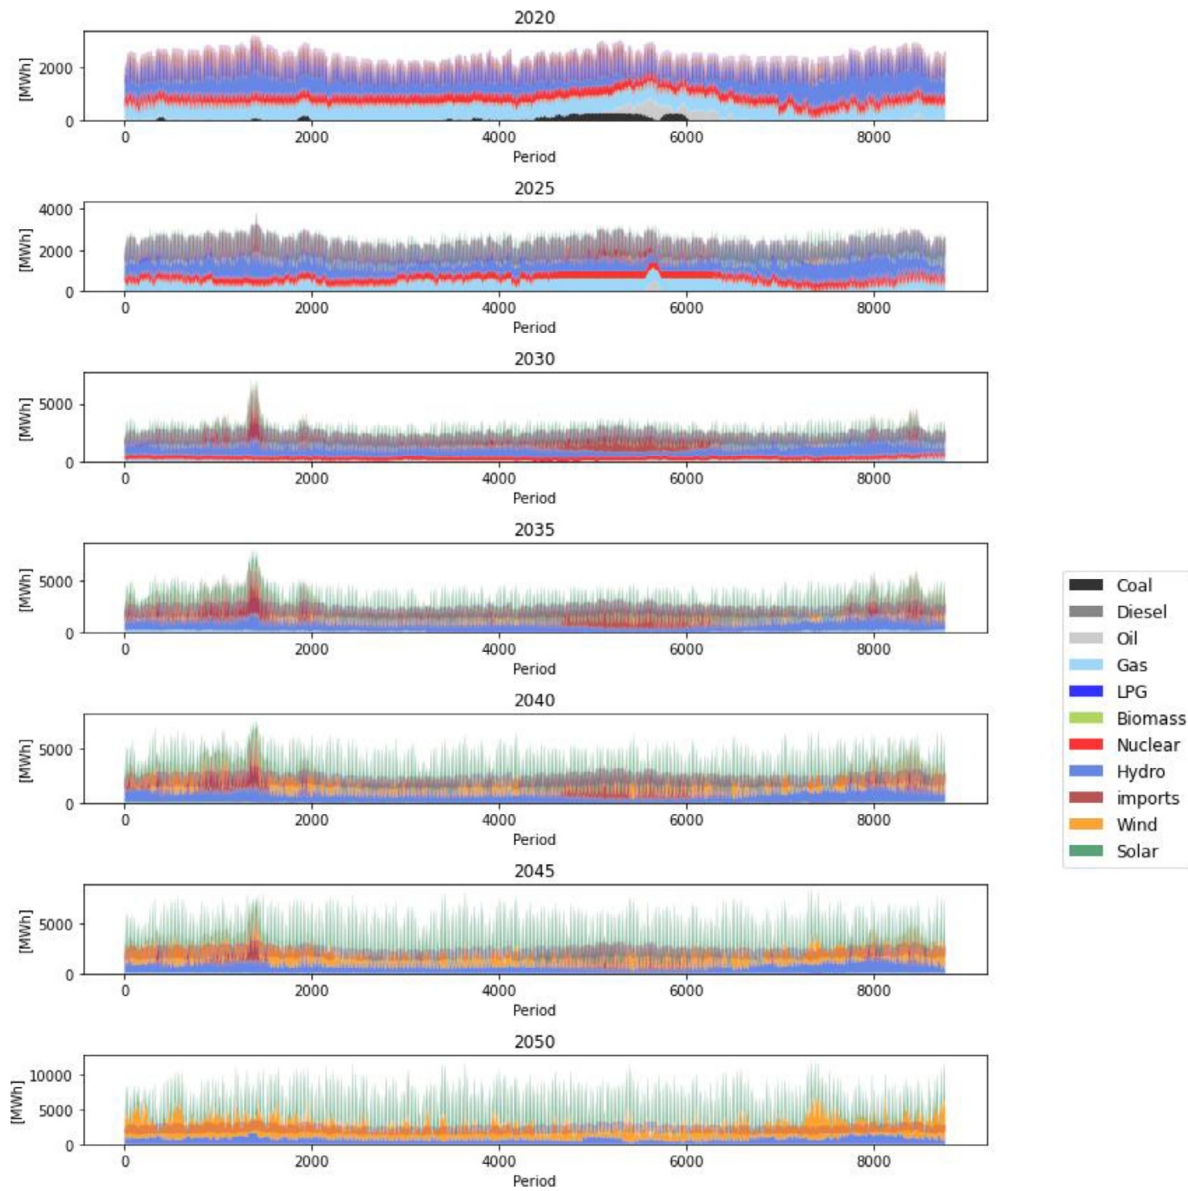 2020
2000
0
[MWh]
0 2000 4000 6000 8000
Period
2025
4000
2000
0
[MWh]
0 2000 4000 6000 8000
Period
2030
5000
0
[MWh]
0 2000 4000 6000 8000
Period
2035
5000
0
[MWh]
0 2000 4000 6000 8000
Period
2040
5000
0
[MWh]
0 2000 4000 6000 8000
Period
2045
5000
0
[MWh]
0 2000 4000 6000 8000
Period
2050
10000
5000
0
[MWh]
0 2000 4000 6000 8000
Period
Coal
Diesel
Oil
Gas
LPG
Biomass
Nuclear
Hydro
imports
Wind
Solar